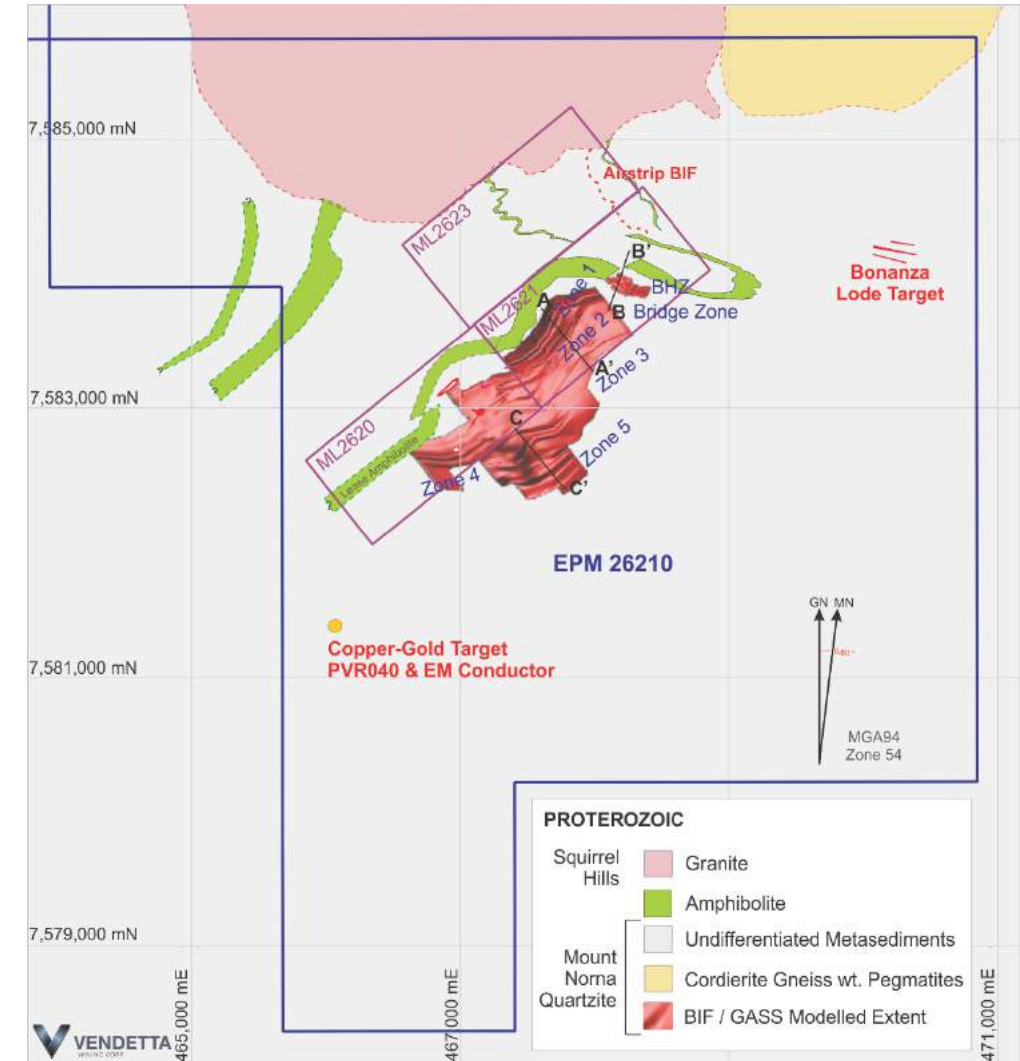 7,585,000 mN
Airstrip BIF
ML2623
B'
Bonanza
Lode Target
Zone 1
BHZ
A
ML2621
B
Bridge Zone
Zone 2
A'
Zone 3
7,583,000 mN
C
ML2620
Zone 5
Lease Amphibolite
Zone 4
C'
?
?
?
?
EPM 26210
GN MN
Copper-Gold Target
PVR040 & EM Conductor
7,581,000 mN
MGA94
Zone 54
PROTEROZOIC
Squirrel
Hills
Granite
Amphibolite
Mount
Norna
Quartzite
Undifferentiated Metasediments
Cordierite Gneiss wt. Pegmatites
BIF / GASS Modelled Extent
7,579,000 mN
465,000 mE
467,000 mE
471,000 mE
VENDETTA
MINING CORP